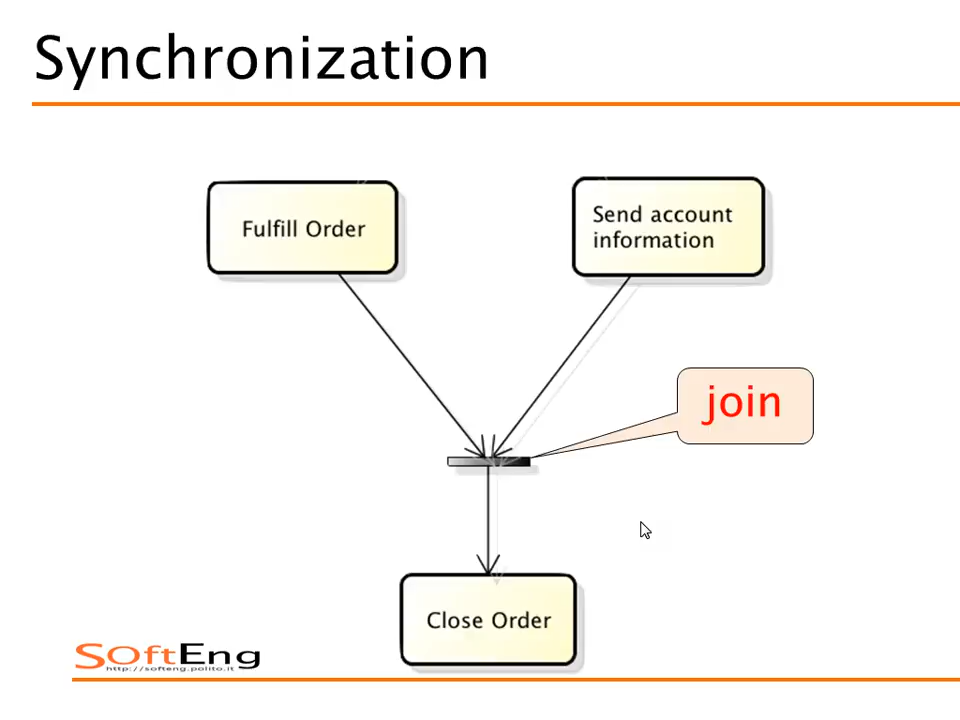 Synchronization
Fulfill Order
Send account
information
join
Close Order
SOftEng
http://softeng.polito.it